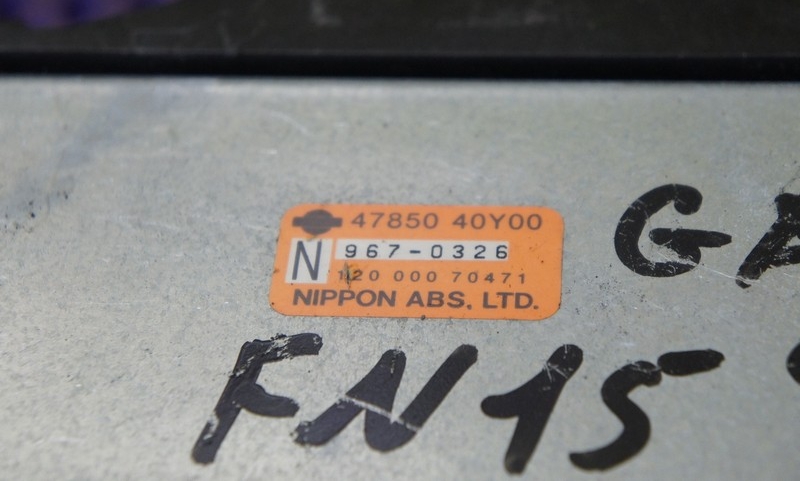 47850 40Y00
N 967-0326
120 000 70471
NIPPON ABS, LTD.
FN15